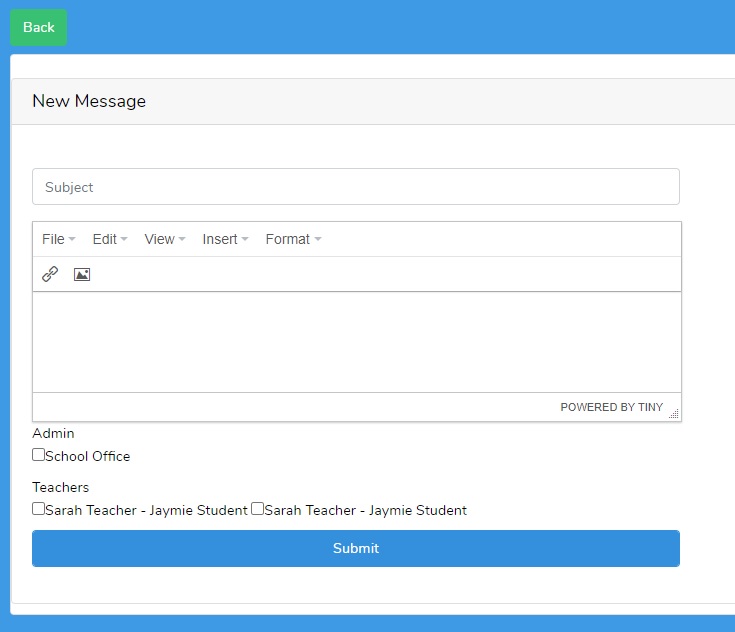 Back
New Message
Subject
File Edit View Insert Format
POWERED BY TINY
Admin
School Office
Teachers
Sarah Teacher - Jaymie Student Sarah Teacher - Jaymie Student
Submit